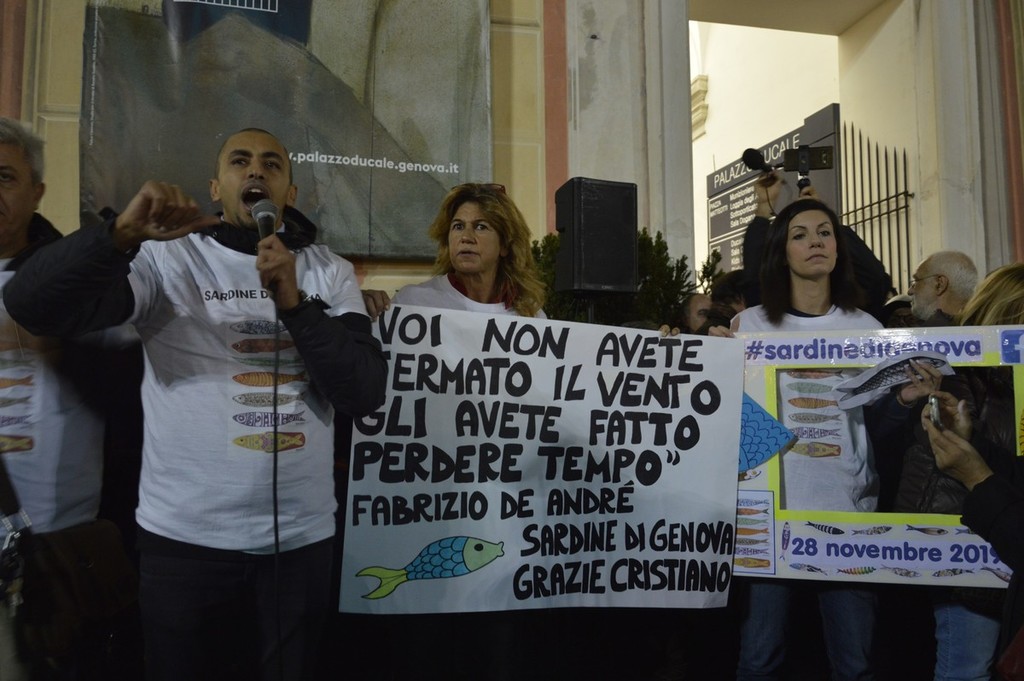 w.palazzoducale.genova.it
PALAZZO DUCALE
SARDINE D
VOI NON AVETE
FERMATO IL VENTO
GLI AVETE FATTO
PERDERE TEMPO"
FABRIZIO DE ANDRÉ
SARDINE DI GENOVA
GRAZIE CRISTIANO
#sardinedigenova
f
28 novembre 2019